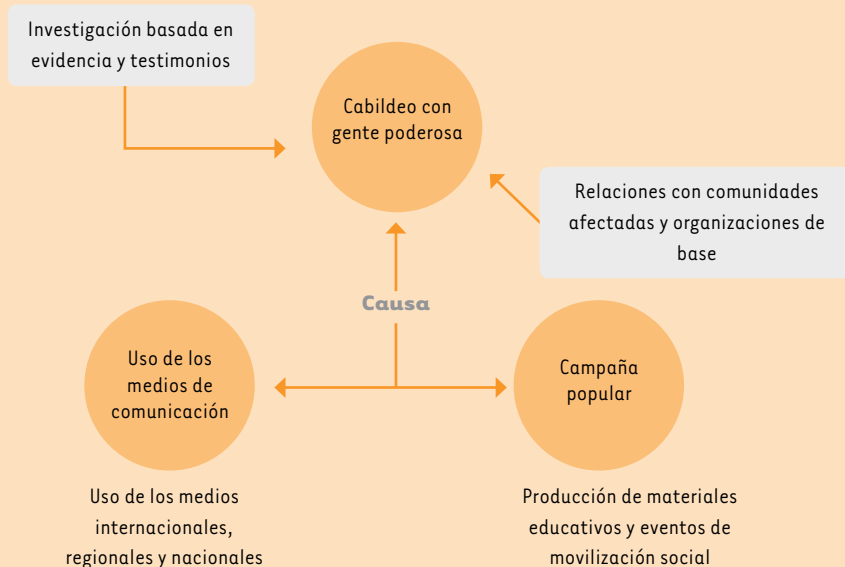 Investigación basada en
evidencia y testimonios
Cabildeo con
gente poderosa
Relaciones con comunidades
afectadas y organizaciones de
base
Causa
Uso de los
medios de
comunicación
Campaña
popular
Uso de los medios
internacionales,
regionales y nacionales
Producción de materiales
educativos y eventos de
movilización social